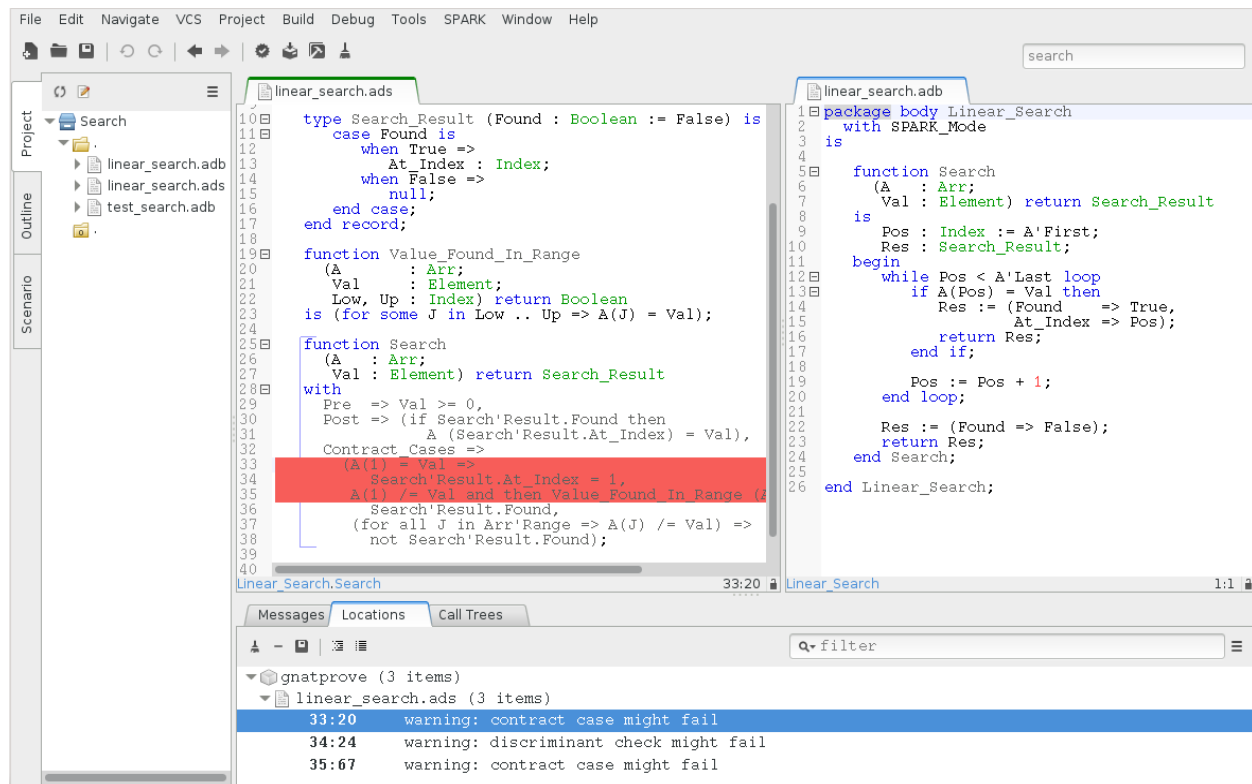 File Edit Navigate VCS Project Build Debug Tools SPARK Window Help
search
Project
Outline
Scenario
Search
.
linear_search.adb
linear_search.ads
test_search.adb
.
linear_search.ads
10 type Search_Result (Found : Boolean := False) is
11 case Found is
12 when True =>
13 At_Index : Index;
14 when False =>
15 null;
16 end case;
17 end record;
18
19 function Value_Found_In_Range
20 (A : Arr;
21 Val : Element;
22 Low, Up : Index) return Boolean
23 is (for some J in Low .. Up => A(J) = Val);
24
25 function Search
26 (A : Arr;
27 Val : Element) return Search_Result
28 with
29 Pre => Val >= 0,
30 Post => (if Search'Result.Found then
31 A (Search'Result.At_Index) = Val),
32 Contract_Cases =>
33 (A(1) = Val =>
34 Search'Result.At_Index = 1,
35 A(1) /= Val and then Value_Found_In_Range (A
36 Search'Result.Found,
37 (for all J in Arr'Range => A(J) /= Val) =>
38 not Search'Result.Found);
39
40
Linear_Search.Search 33:20
linear_search.adb
1 package body Linear_Search
2 with SPARK_Mode
3 is
4
5 function Search
6 (A : Arr;
7 Val : Element) return Search_Result
8 is
9 Pos : Index := A'First;
10 Res : Search_Result;
11 begin
12 while Pos < A'Last loop
13 if A(Pos) = Val then
14 Res := (Found => True,
15 At_Index => Pos);
16 return Res;
17 end if;
18
19 Pos := Pos + 1;
20 end loop;
21
22 Res := (Found => False);
23 return Res;
24 end Search;
25
26 end Linear_Search;
Linear_Search 1:1
Messages Locations Call Trees
filter
gnatprove (3 items)
linear_search.ads (3 items)
33:20 warning: contract case might fail
34:24 warning: discriminant check might fail
35:67 warning: contract case might fail